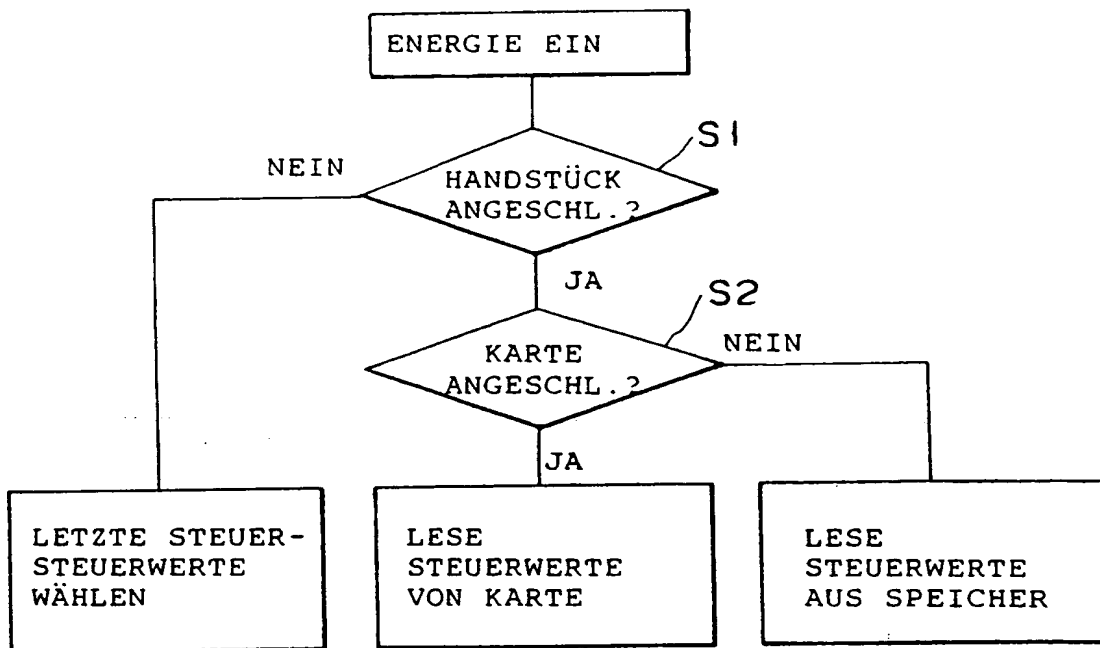 ENERGIE EIN
S1
NEIN
HANDSTÜCK
ANGESCHL.?
JA
S2
NEIN
KARTE
ANGESCHL.?
JA
LETZTE STEUER-
STEUERWERTE
WÄHLEN
LESE
STEUERWERTE
VON KARTE
LESE
STEUERWERTE
AUS SPEICHER